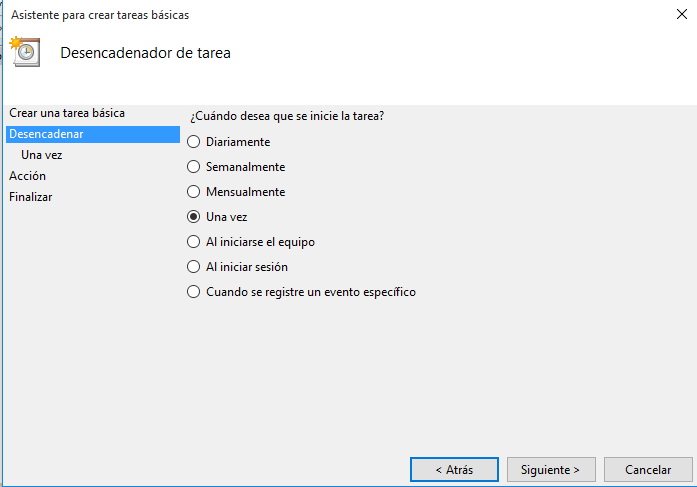 Asistente para crear tareas básicas
Desencadenador de tarea
Crear una tarea básica
Desencadenar
Una vez
Acción
Finalizar
¿Cuándo desea que se inicie la tarea?
Diariamente
Semanalmente
Mensualmente
Una vez
Al iniciarse el equipo
Al iniciar sesión
Cuando se registre un evento específico
< Atrás
Siguiente >
Cancelar